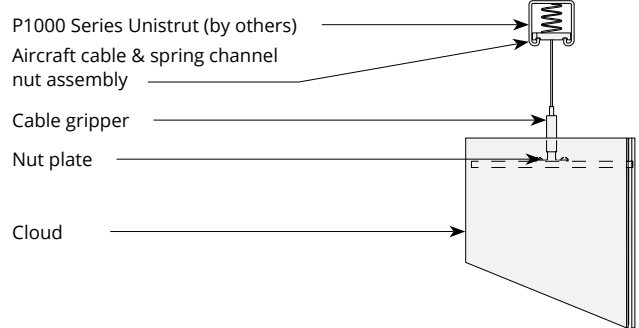 P1000 Series Unistrut (by others)
Aircraft cable & spring channel
nut assembly
Cable gripper
Nut plate
Cloud